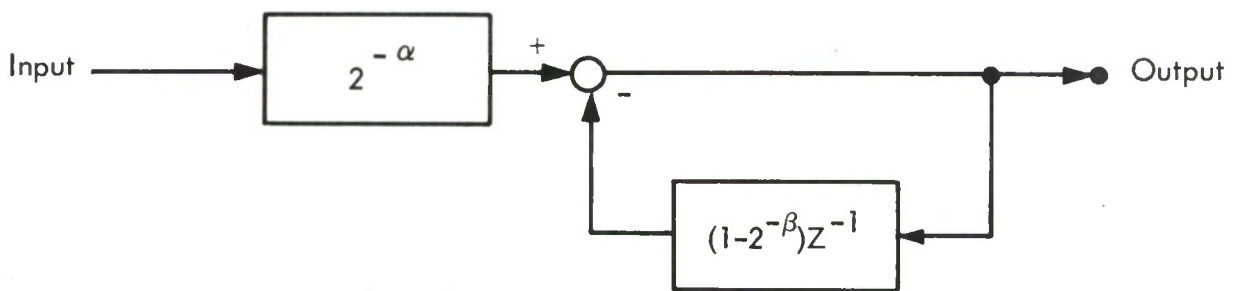 Input
2^{-α}
+
-
Output
(1-2^{-β})Z^{-1}